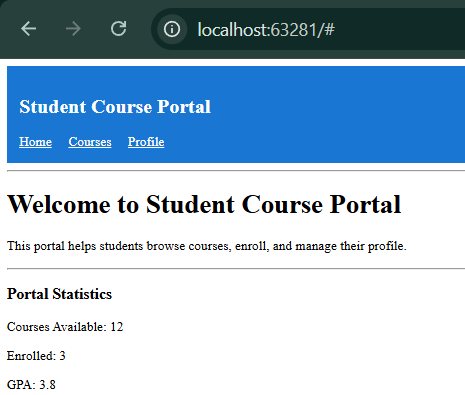 localhost:63281/#
Student Course Portal
Home Courses Profile
Welcome to Student Course Portal
This portal helps students browse courses, enroll, and manage their profile.
Portal Statistics
Courses Available: 12
Enrolled: 3
GPA: 3.8